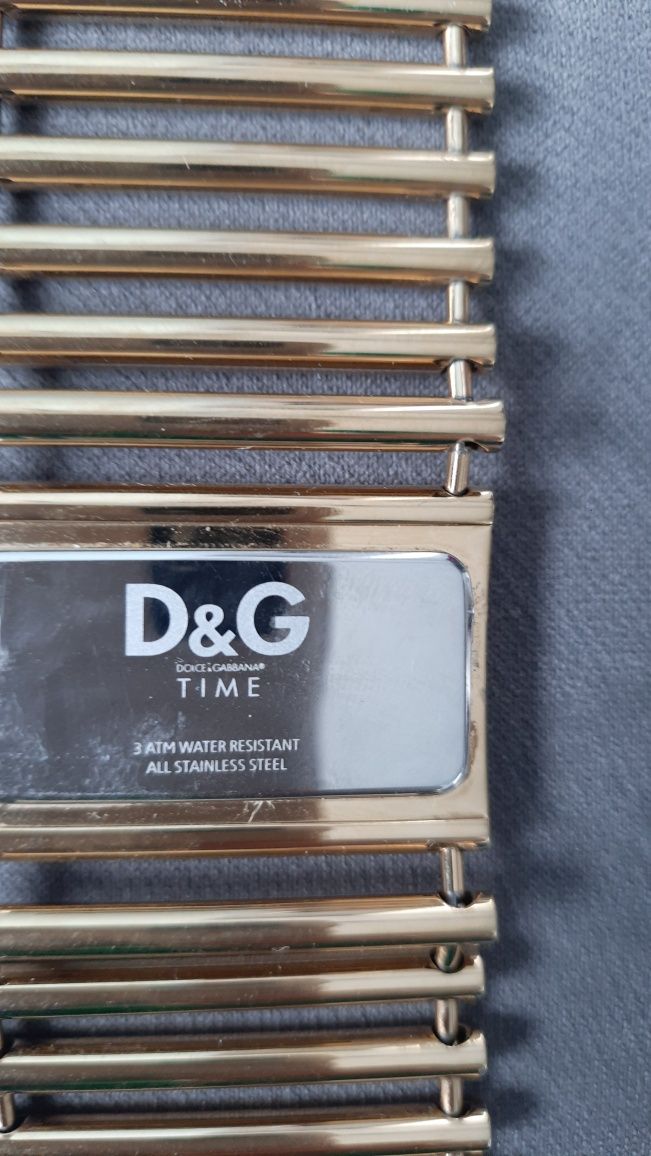 D&G
DOLCE&GABBANA®
TIME
3 ATM WATER RESISTANT
ALL STAINLESS STEEL